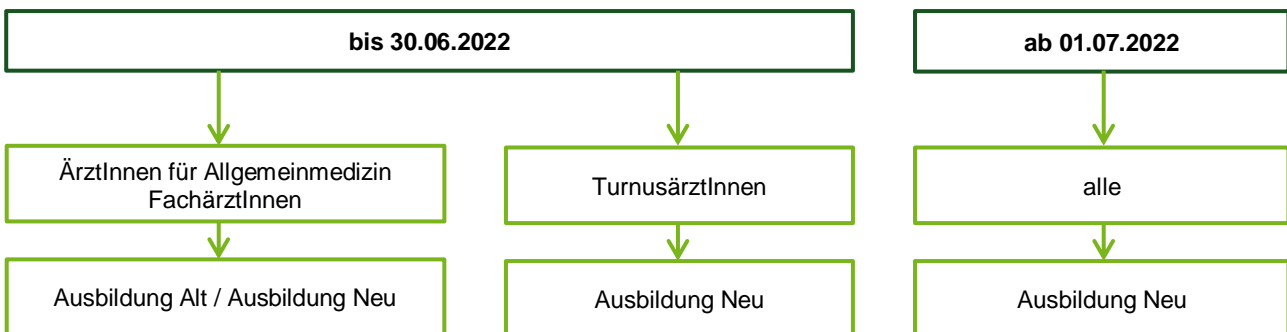 bis 30.06.2022
ab 01.07.2022
ÄrztInnen für Allgemeinmedizin
FachärztInnen
TurnusärztInnen
alle
Ausbildung Alt / Ausbildung Neu
Ausbildung Neu
Ausbildung Neu